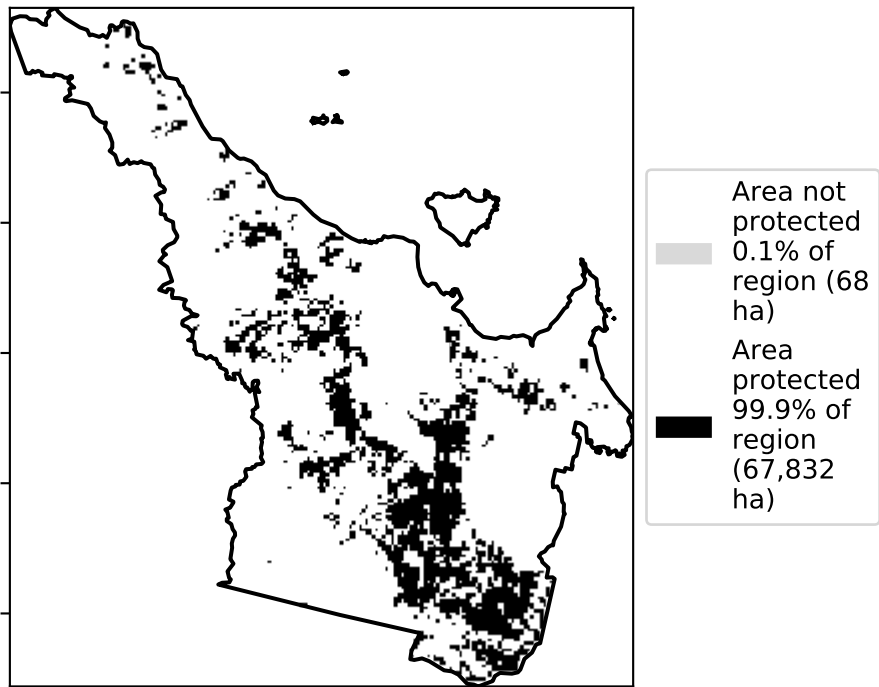 Area not
protected
0.1% of
region (68
ha)
Area
protected
99.9% of
region
(67,832
ha)